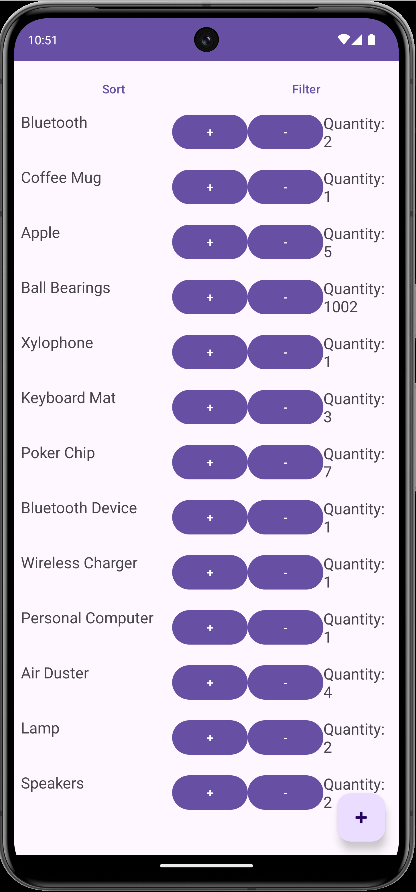 10:51
Sort Filter
Bluetooth + - Quantity:
2
Coffee Mug + - Quantity:
1
Apple + - Quantity:
5
Ball Bearings + - Quantity:
1002
Xylophone + - Quantity:
1
Keyboard Mat + - Quantity:
3
Poker Chip + - Quantity:
7
Bluetooth Device + - Quantity:
1
Wireless Charger + - Quantity:
1
Personal Computer + - Quantity:
1
Air Duster + - Quantity:
4
Lamp + - Quantity:
2
Speakers + - Quantity:
2
+